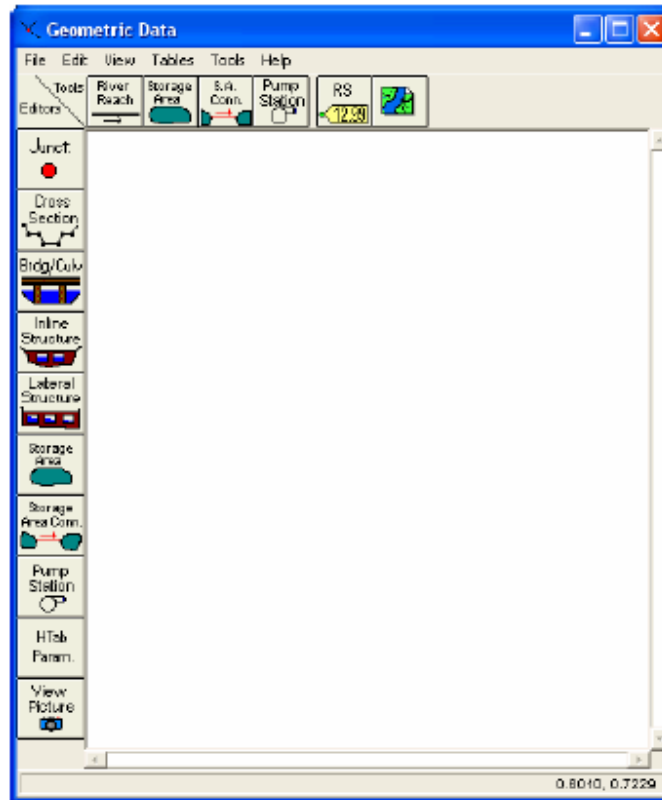 Geometric Data
File Edit View Tables Tools Help
Tools
Editors
River
Reach
Storage
Area
S.A.
Conn.
Pump
Station
RS
12.99
Junct.
Cross
Section
Brdg/Culv
Inline
Structure
Lateral
Structure
Storage
Area
Storage
Area Conn.
Pump
Station
HTab
Param.
View
Picture
0.8010, 0.7229